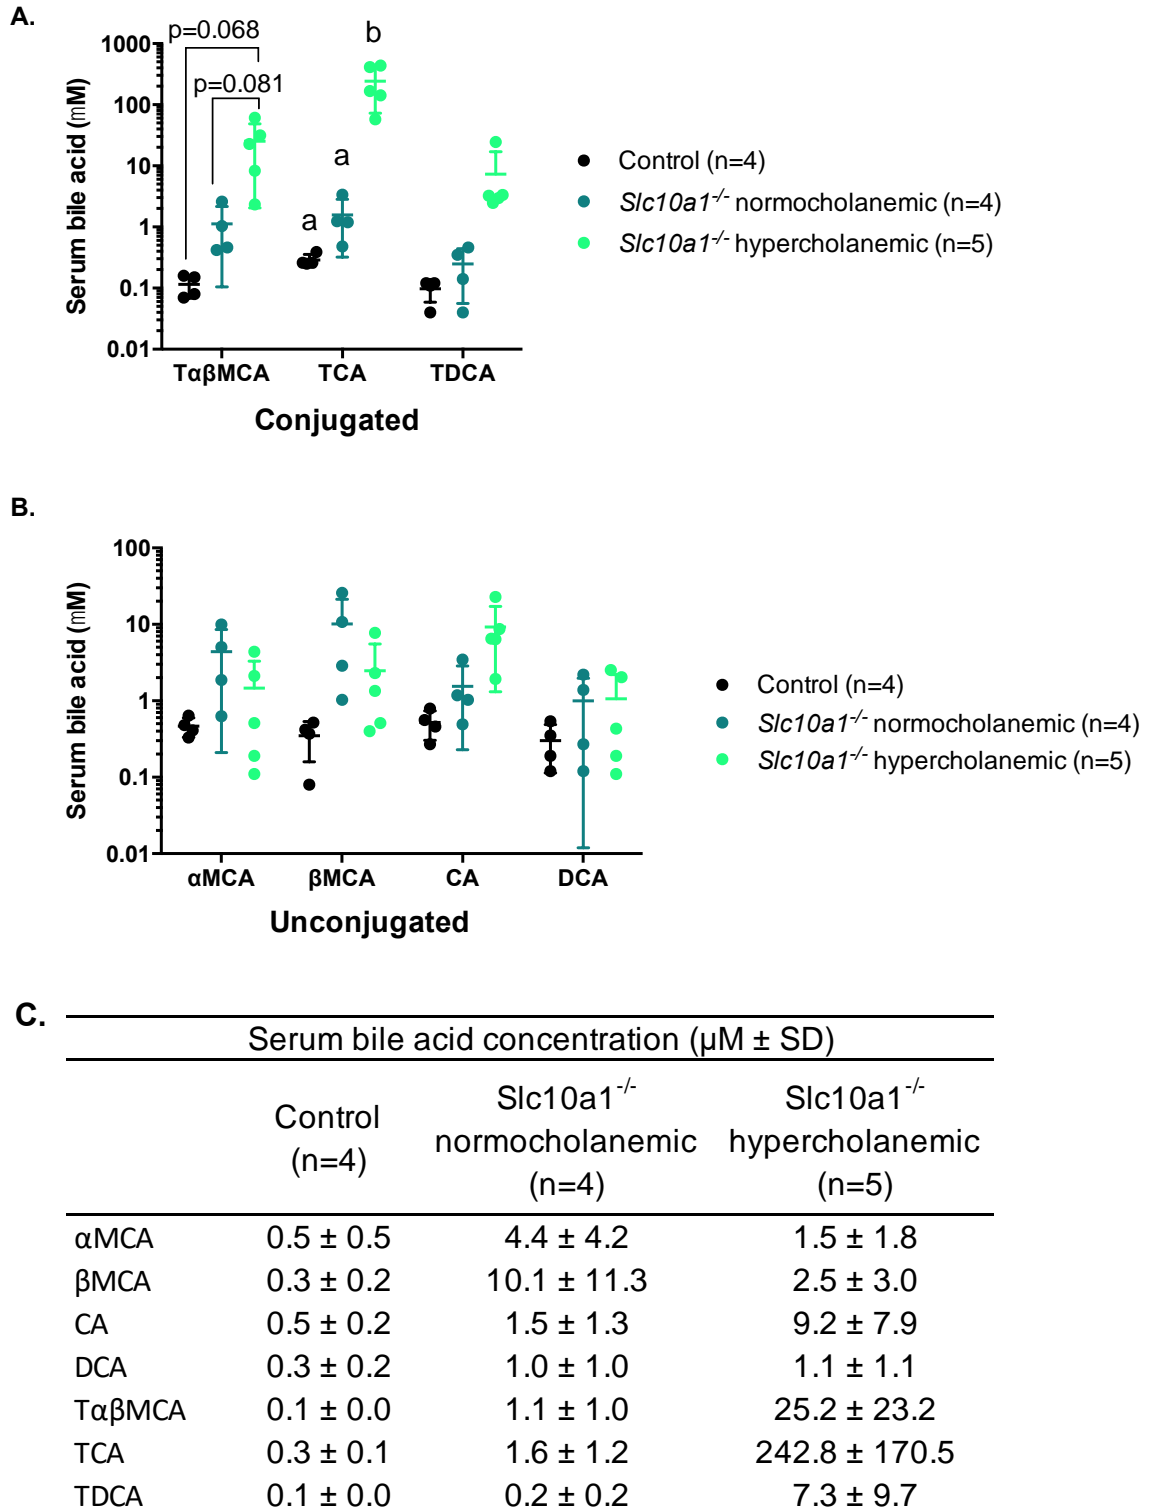 A.
p=0.068
b
1000
p=0.081
100
Serum bile acid (mM)
10
a
Control (n=4)
Slc10a1-/- normocholanemic (n=4)
1
a
Slc10a1-/- hypercholanemic (n=5)
0.1
0.01
TαβMCA TCA TDCA
Conjugated
B.
100
Serum bile acid (mM)
10
1
Control (n=4)
Slc10a1-/- normocholanemic (n=4)
Slc10a1-/- hypercholanemic (n=5)
0.1
0.01
αMCA βMCA CA DCA
Unconjugated
C.
Serum bile acid concentration (µM ± SD)
Control
(n=4)
Slc10a1-/-
normocholanemic
(n=4)
Slc10a1-/-
hypercholanemic
(n=5)
αMCA 0.5 ± 0.5 4.4 ± 4.2 1.5 ± 1.8
βMCA 0.3 ± 0.2 10.1 ± 11.3 2.5 ± 3.0
CA 0.5 ± 0.2 1.5 ± 1.3 9.2 ± 7.9
DCA 0.3 ± 0.2 1.0 ± 1.0 1.1 ± 1.1
TαβMCA 0.1 ± 0.0 1.1 ± 1.0 25.2 ± 23.2
TCA 0.3 ± 0.1 1.6 ± 1.2 242.8 ± 170.5
TDCA 0.1 ± 0.0 0.2 ± 0.2 7.3 ± 9.7